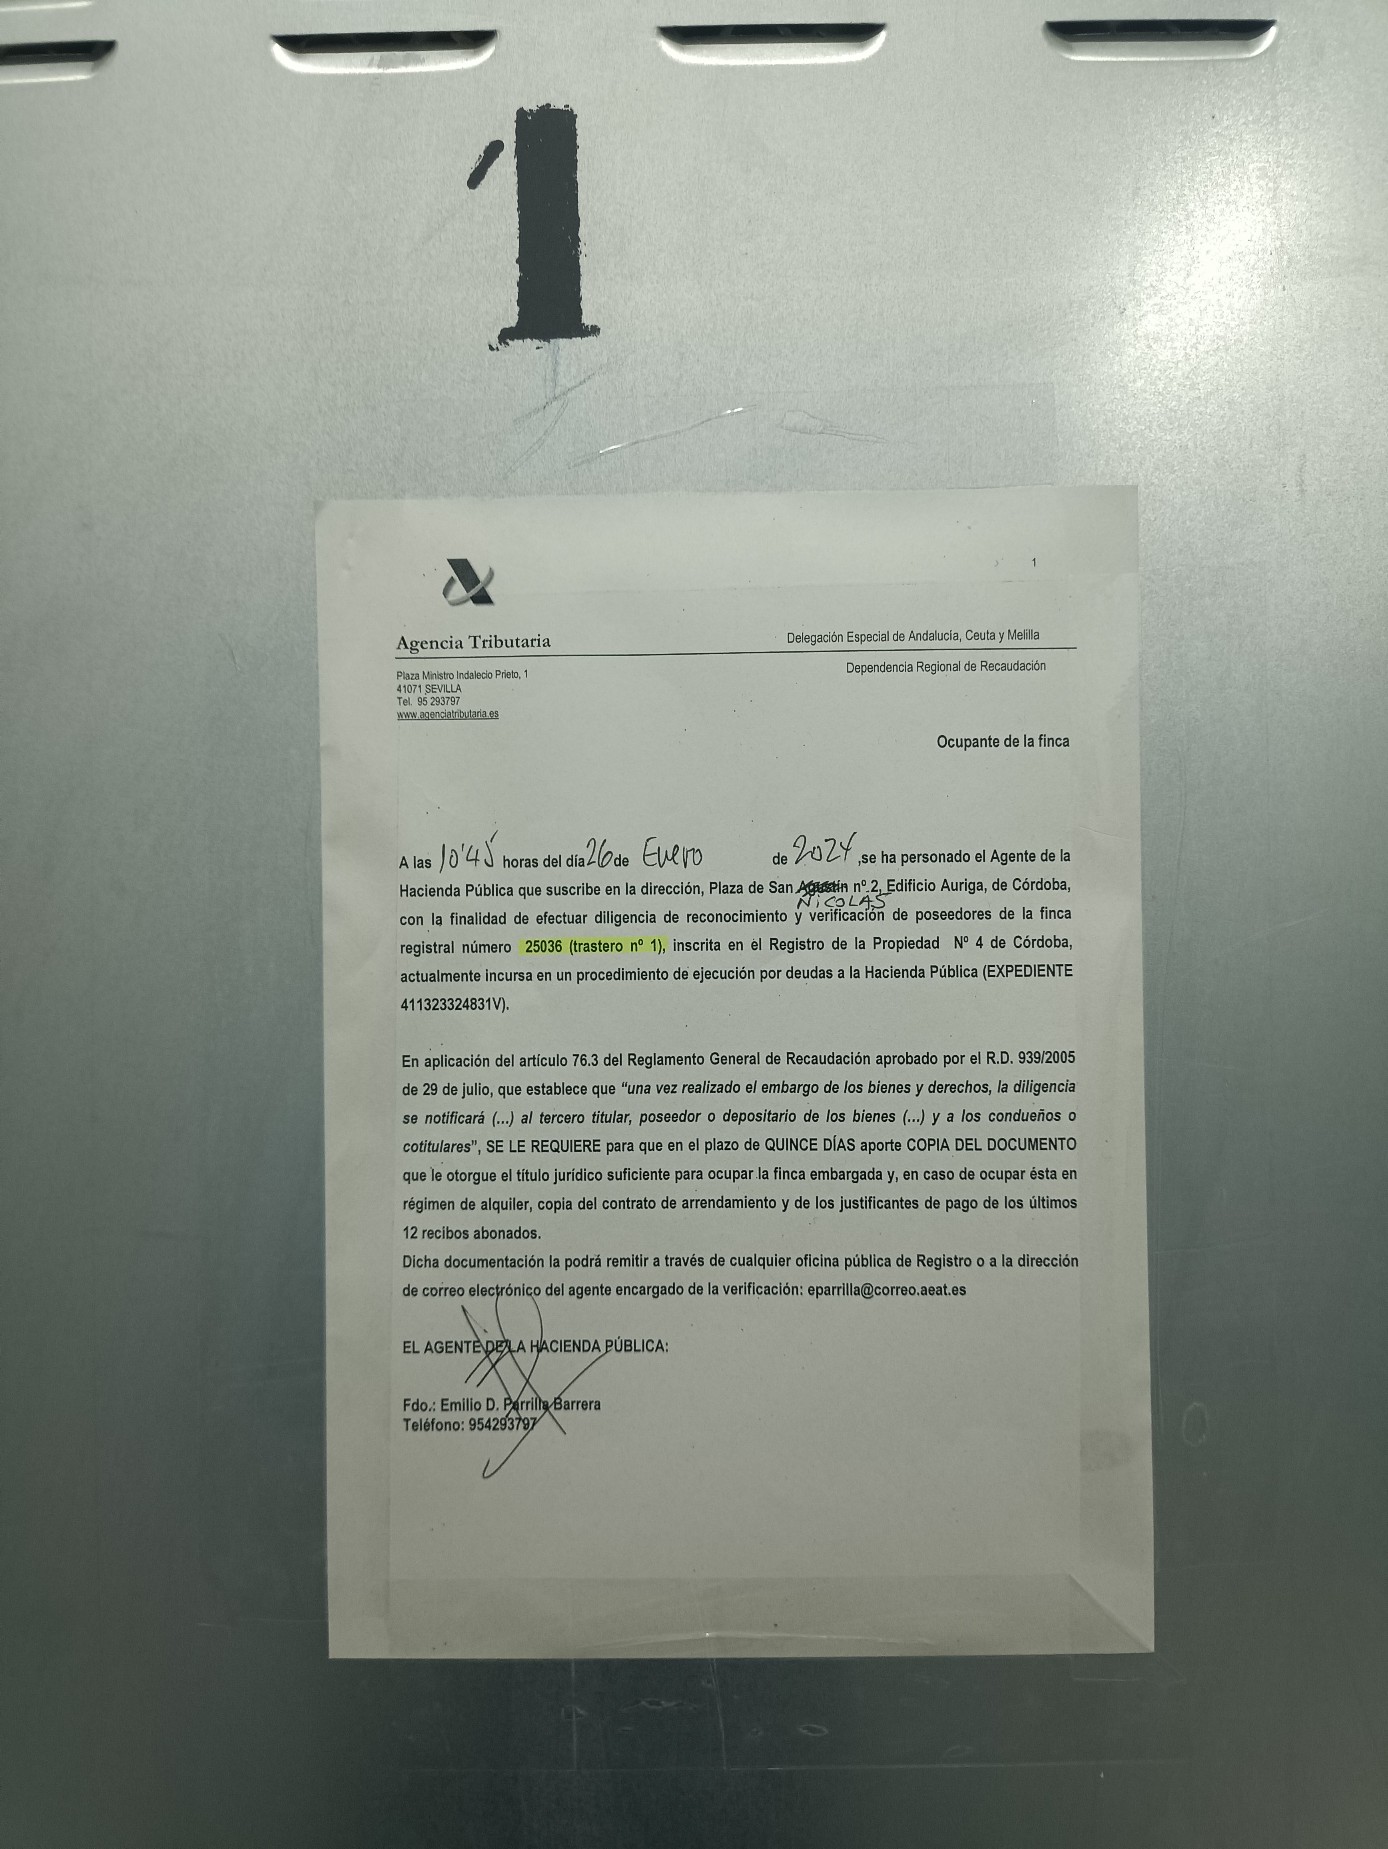 1
1
Agencia Tributaria
Delegación Especial de Andalucía, Ceuta y Melilla
Plaza Ministro Indalecio Prieto, 1
41071 SEVILLA
Tel. 95 293797
www.agenciatributaria.es
Dependencia Regional de Recaudación
Ocupante de la finca
A las 10'45 horas del día 26 de Enero de 2024, se ha personado el Agente de la
Hacienda Pública que suscribe en la dirección, Plaza de San Agustín nº 2, Edificio Auriga, de Córdoba,
NICOLAS
con la finalidad de efectuar diligencia de reconocimiento y verificación de poseedores de la finca
registral número 25036 (trastero nº 1), inscrita en el Registro de la Propiedad Nº 4 de Córdoba,
actualmente incursa en un procedimiento de ejecución por deudas a la Hacienda Pública (EXPEDIENTE
411323324831V).
En aplicación del artículo 76.3 del Reglamento General de Recaudación aprobado por el R.D. 939/2005
de 29 de julio, que establece que “una vez realizado el embargo de los bienes y derechos, la diligencia
se notificará (...) al tercero titular, poseedor o depositario de los bienes (...) y a los condueños o
cotitulares”, SE LE REQUIERE para que en el plazo de QUINCE DÍAS aporte COPIA DEL DOCUMENTO
que le otorgue el título jurídico suficiente para ocupar la finca embargada y, en caso de ocupar ésta en
régimen de alquiler, copia del contrato de arrendamiento y de los justificantes de pago de los últimos
12 recibos abonados.
Dicha documentación la podrá remitir a través de cualquier oficina pública de Registro o a la dirección
de correo electrónico del agente encargado de la verificación: eparrilla@correo.aeat.es
EL AGENTE DE LA HACIENDA PÚBLICA:
Fdo.: Emilio D. Parrilla Barrera
Teléfono: 954293797